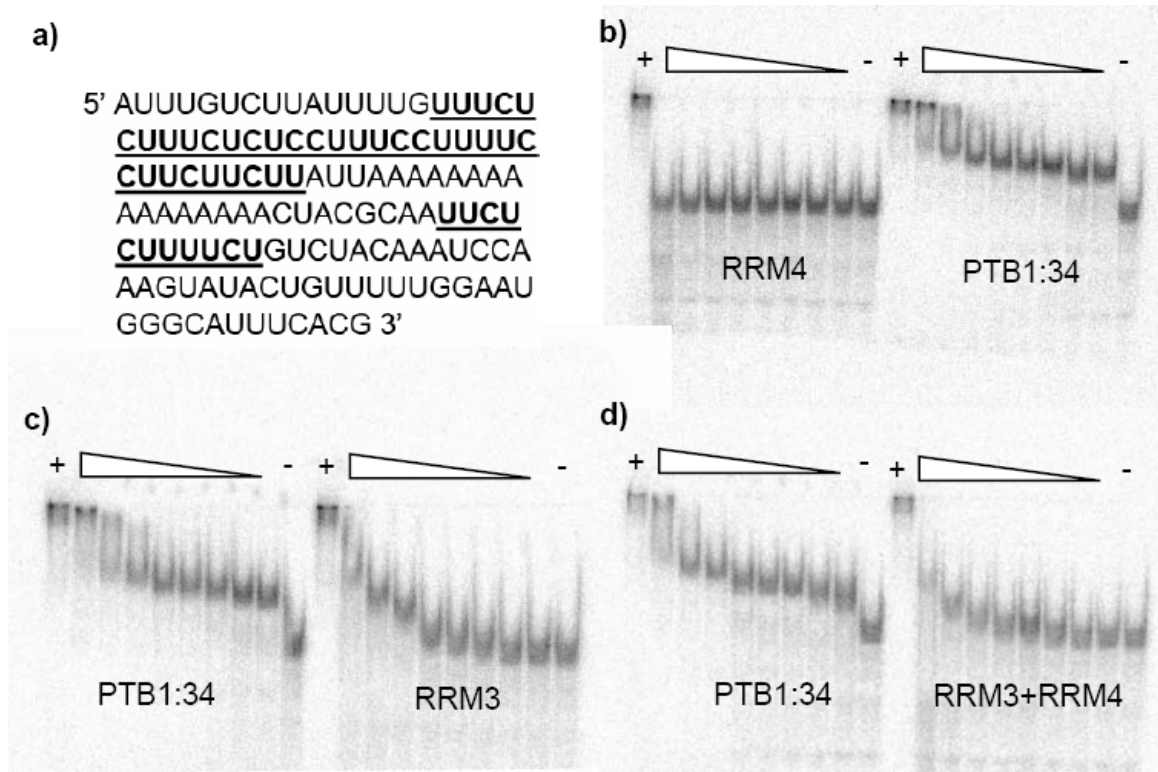 a)
5' AUUUGUCUUAUUUUGUUUCU
CUUUCUCUCCUUUCCUUUUC
CUUCUUCUUAUUAAAAAAAA
AAAAAAAACUACGCAAUUCU
CUUUUCUGUCUACAAAUCCA
AAGUAUACUGUUUUUGGAAU
GGGCAUUUCACG 3'
b)
+ - + -
RRM4 PTB1:34
c)
+ - + -
PTB1:34 RRM3
d)
+ - + -
PTB1:34 RRM3+RRM4